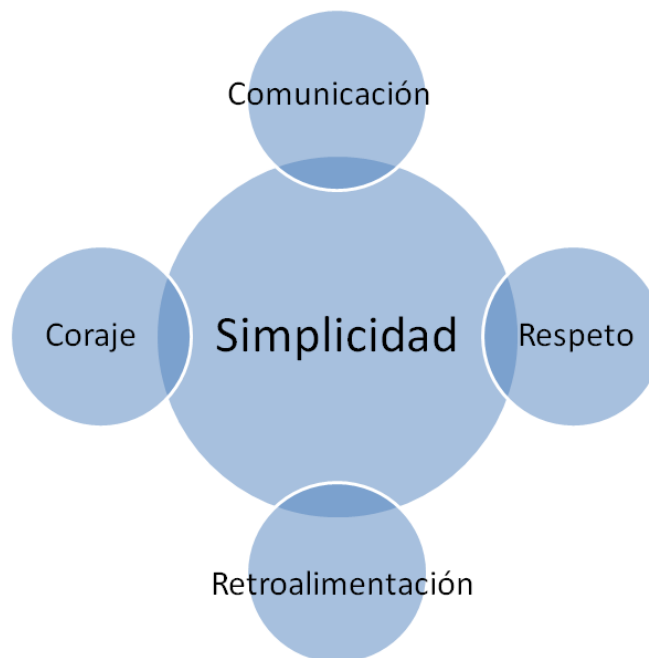 Comunicación
Coraje
Simplicidad
Respeto
Retroalimentación